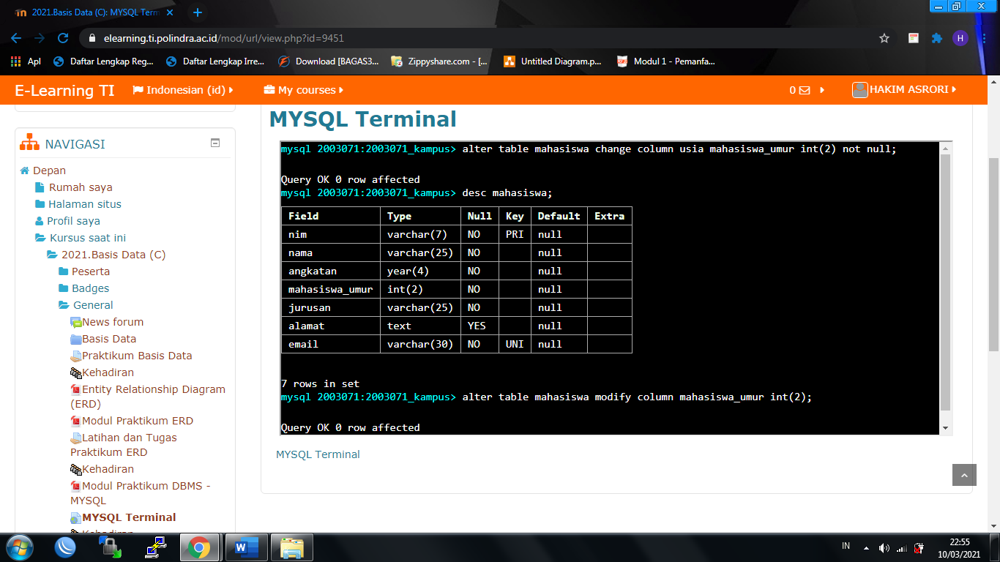 2021.Basis Data (C): MYSQL Term
elearning.ti.polindra.ac.id/mod/url/view.php?id=9451
H
Apl
Daftar Lengkap Reg...
Daftar Lengkap Irre...
Download [BAGAS3...
Zippyshare.com - [...
Untitled Diagram.p...
Modul 1 - Pemanfa...
E-Learning TI
Indonesian (id)
My courses
0
HAKIM ASRORI
NAVIGASI
Depan
Rumah saya
Halaman situs
Profil saya
Kursus saat ini
2021.Basis Data (C)
Peserta
Badges
General
News forum
Basis Data
Praktikum Basis Data
Kehadiran
Entity Relationship Diagram
(ERD)
Modul Praktikum ERD
Latihan dan Tugas
Praktikum ERD
Kehadiran
Modul Praktikum DBMS -
MYSQL
MYSQL Terminal
Kehadiran
MYSQL Terminal
mysql 2003071:2003071_kampus> alter table mahasiswa change column usia mahasiswa_umur int(2) not null;
Query OK 0 row affected
mysql 2003071:2003071_kampus> desc mahasiswa;
Field Type Null Key Default Extra
nim varchar(7) NO PRI null
nama varchar(25) NO null
angkatan year(4) NO null
mahasiswa_umur int(2) NO null
jurusan varchar(25) NO null
alamat text YES null
email varchar(30) NO UNI null
7 rows in set
mysql 2003071:2003071_kampus> alter table mahasiswa modify column mahasiswa_umur int(2);
Query OK 0 row affected
MYSQL Terminal
IN
22:55
10/03/2021